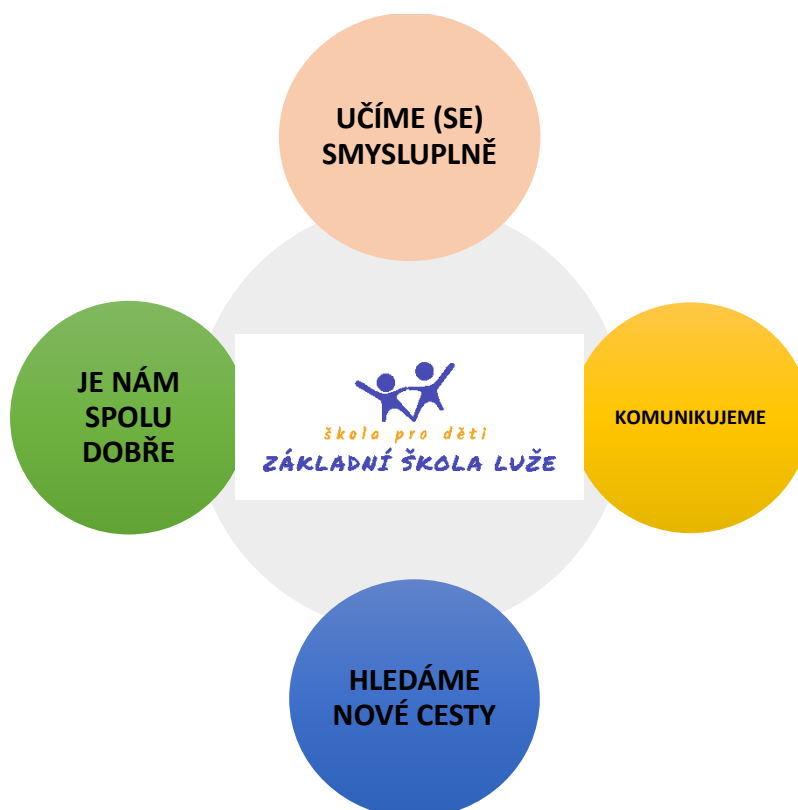 UČÍME (SE)
SMYSLUPLNĚ
JE NÁM
SPOLU
DOBŘE
škola pro děti
ZÁKLADNÍ ŠKOLA LUŽE
KOMUNIKUJEME
HLEDÁME
NOVÉ CESTY